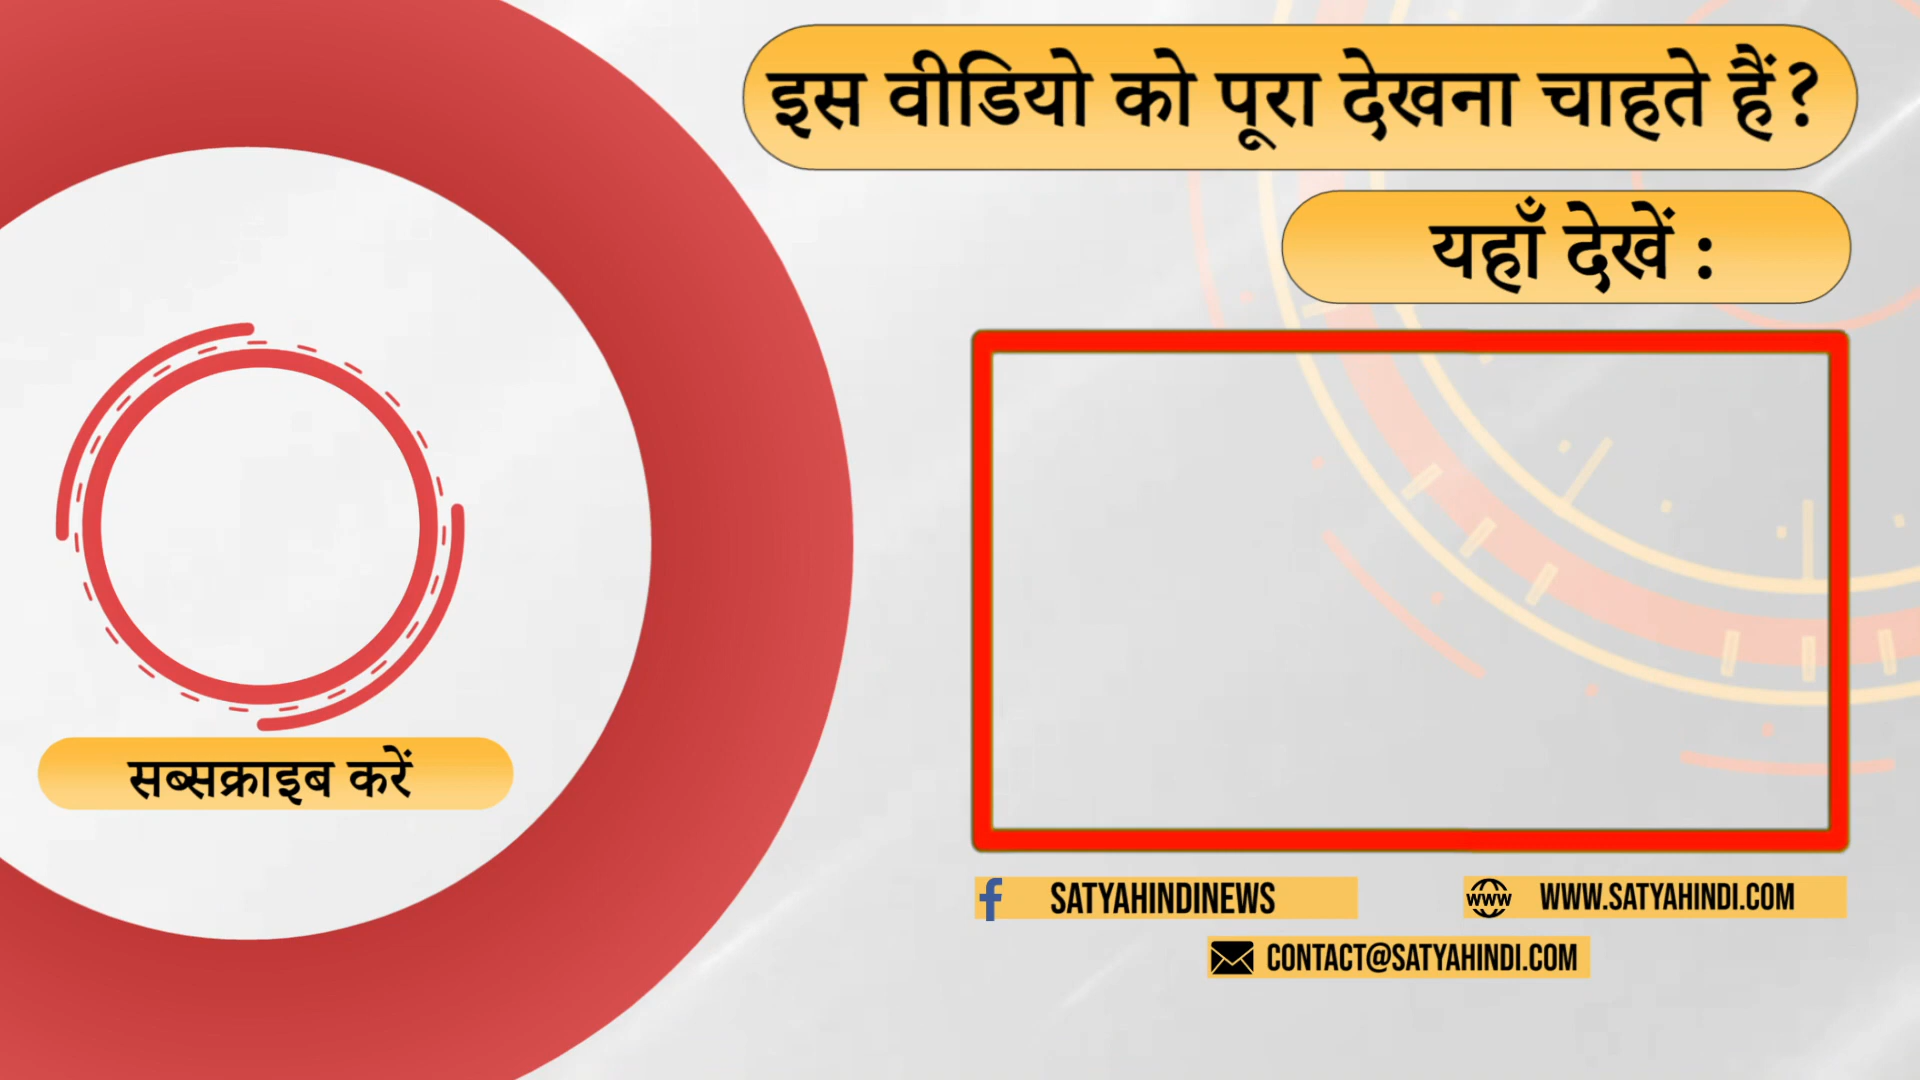 इस वीडियो को पूरा देखना चाहते हैं?
यहाँ देखें :
सब्सक्राइब करें
f SATYAHINDINEWS
WWW WWW.SATYAHINDI.COM
CONTACT@SATYAHINDI.COM